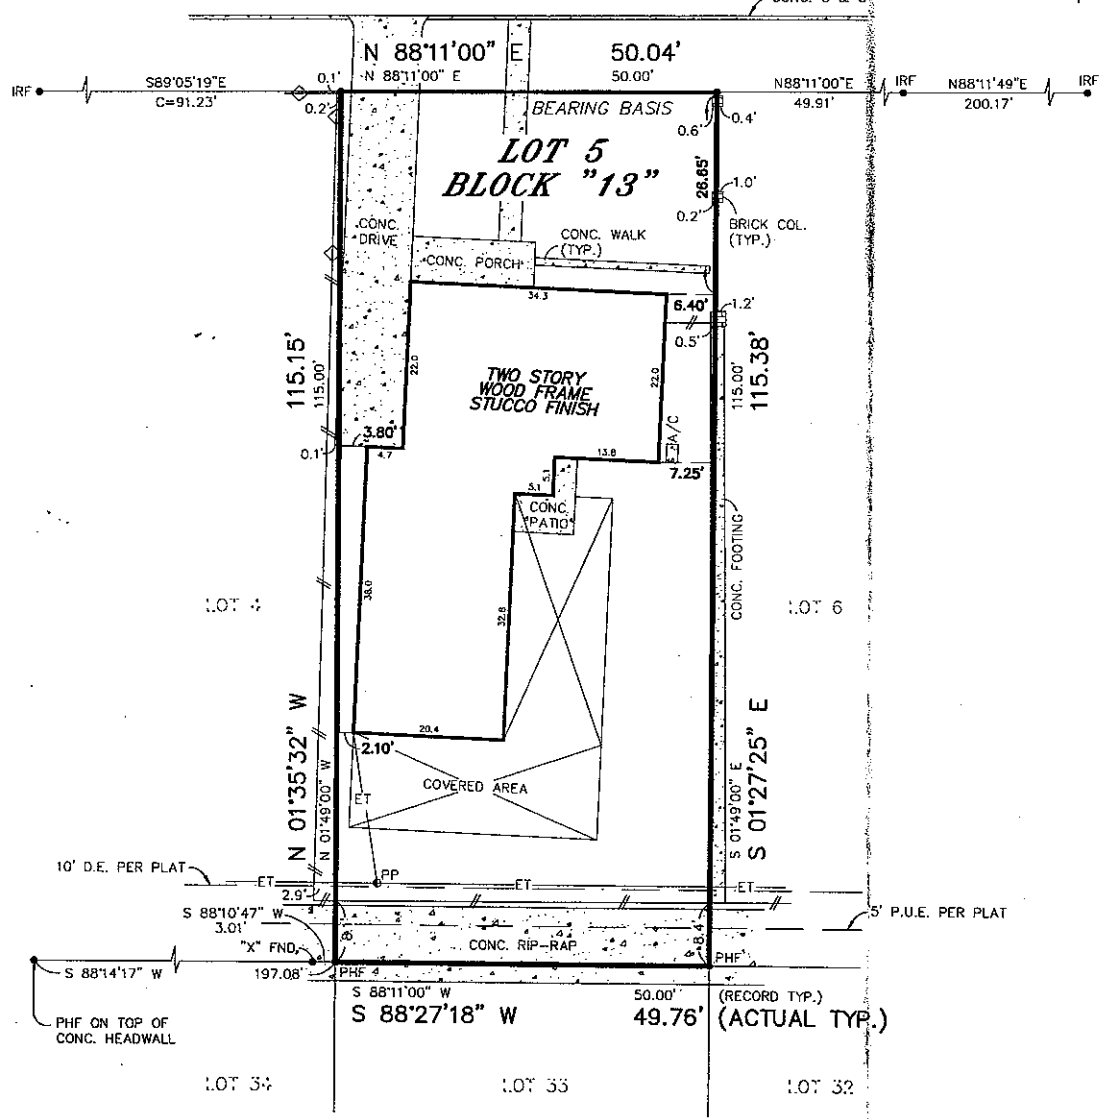 N 88°11'00" E 50.04'
N 88°11'00" E 50.00'
IRF
S89°05'19"E
C=91.23'
0.1'
0.2'
N88°11'00"E
49.91'
IRF
N88°11'49"E
200.17'
IRF
BEARING BASIS
0.6'
0.4'
LOT 5
BLOCK "13"
26.65'
1.0'
0.2'
BRICK COL.
(TYP.)
CONC.
DRIVE
CONC. WALK
(TYP.)
CONC. PORCH
34.3
6.40'
1.2'
0.5'
115.15'
115.00'
22.0
TWO STORY
WOOD FRAME
STUCCO FINISH
22.0
115.00'
115.38'
3.80'
0.1'
4.7
13.8
A/C
7.25'
5.1
5.1
CONC.
PATIO
CONC. FOOTING
38.0
32.8
LOT 4
LOT 6
20.4
2.10'
N 01°35'32" W
N 01°49'00" W
S 01°49'00" E
S 01°27'25" E
COVERED AREA
ET
10' D.E. PER PLAT
ET
PP
ET
ET
2.9'
S 88°10'47" W
3.01'
5' P.U.E. PER PLAT
"X" FND.
8.4'
CONC. RIP-RAP
S 88°14'17" W
197.08'
PHF
PHF
S 88°11'00" W 50.00' (RECORD TYP.)
S 88°27'18" W 49.76' (ACTUAL TYP.)
PHF ON TOP OF
CONC. HEADWALL
LOT 34
LOT 33
LOT 32